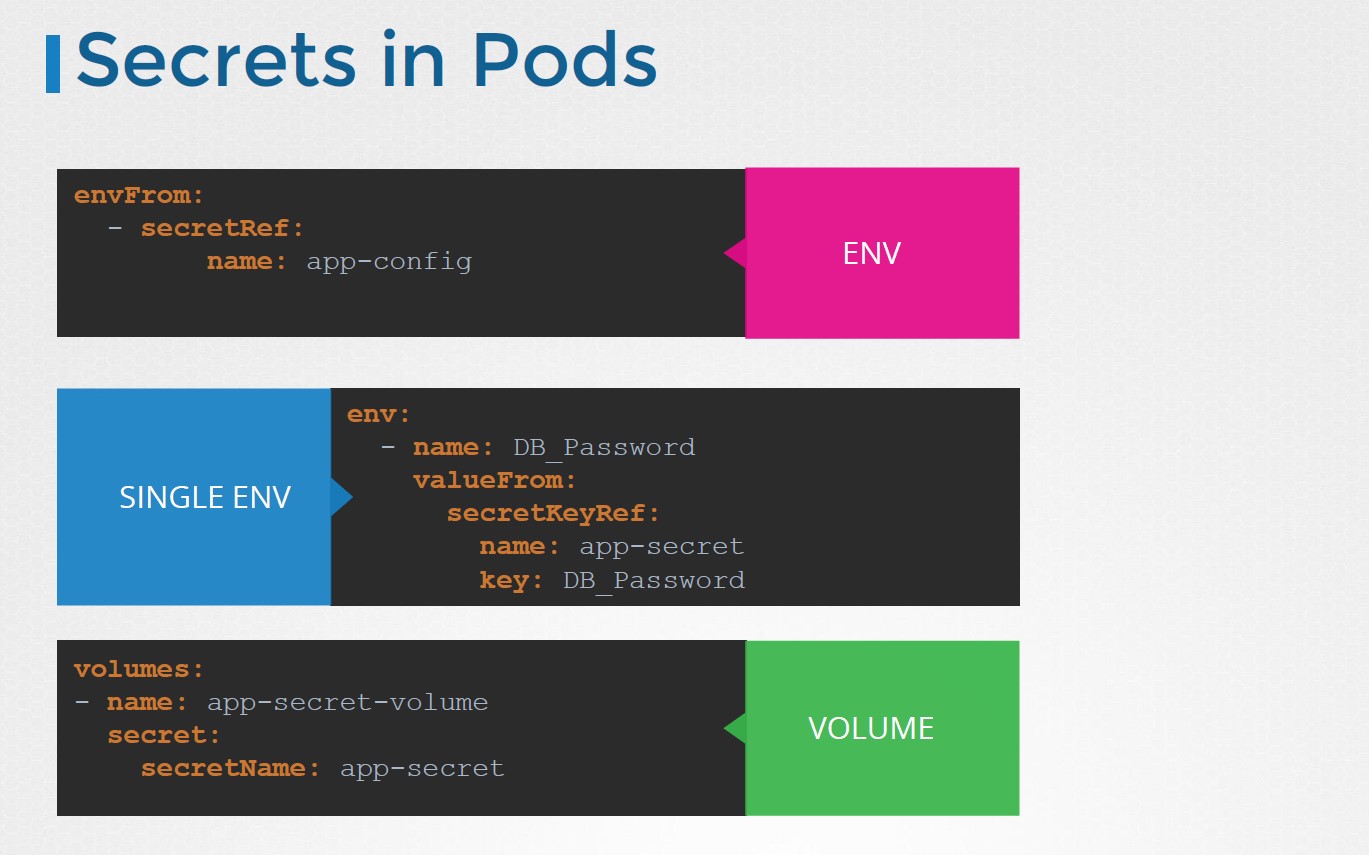 Secrets in Pods
envFrom:
  - secretRef:
        name: app-config
ENV
SINGLE ENV
env:
  - name: DB_Password
    valueFrom:
      secretKeyRef:
        name: app-secret
        key: DB_Password
volumes:
- name: app-secret-volume
  secret:
    secretName: app-secret
VOLUME